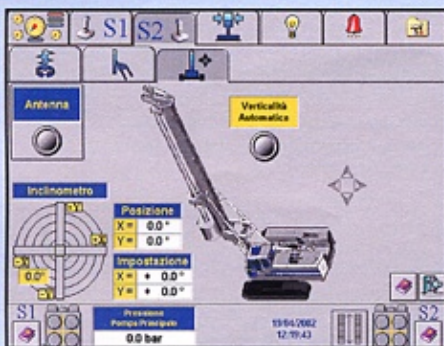 S1 S2
Antenna
Verticalità
Automatica
Inclinometro
0.0°
Posizione
X = 0.0°
Y = 0.0°
Impostazione
X = + 0.0°
Y = + 0.0°
S1
Pressione
Pompa Principale
0.0 bar
19/04/2002
12:19:43
S2